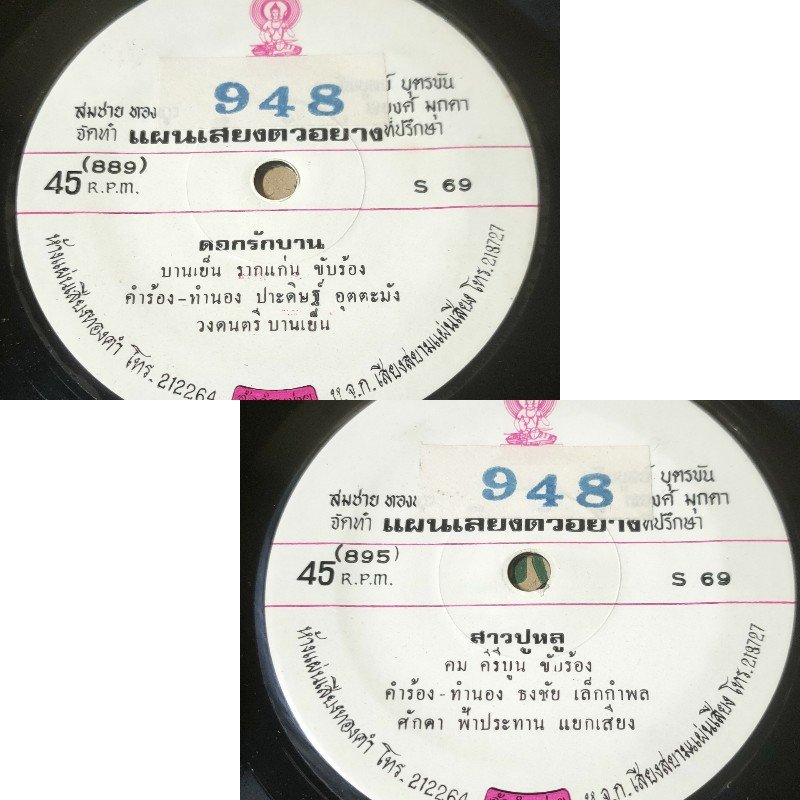 948
บุตรขัน
สมชาย ทอง
งศ์ มุกดา
จัดทำ แผ่นเสียงตัวอย่าง ที่ปรึกษา
(889)
45 R.P.M.
S 69
ดอกรักบาน
บานเย็น รากแก่น ขับร้อง
คำร้อง-ทำนอง ประดิษฐ์ อุตตะมัง
วงดนตรี บานเย็น
ห้างแผ่นเสียงทองคำ โทร. 212264
ห.จ.ก. เสียงสยามแผ่นเสียง โทร. 218727
948
บุตรขัน
สมชาย ทอง
งศ์ มุกดา
จัดทำ แผ่นเสียงตัวอย่าง ที่ปรึกษา
(895)
45 R.P.M.
S 69
สาวปูหลู
คม คีรีบูน ขับร้อง
คำร้อง-ทำนอง ธงชัย เล็กกำพล
ศักดา ฟ้าประทาน แยกเสียง
ห้างแผ่นเสียงทองคำ โทร. 212264
ห.จ.ก. เสียงสยามแผ่นเสียง โทร. 218727